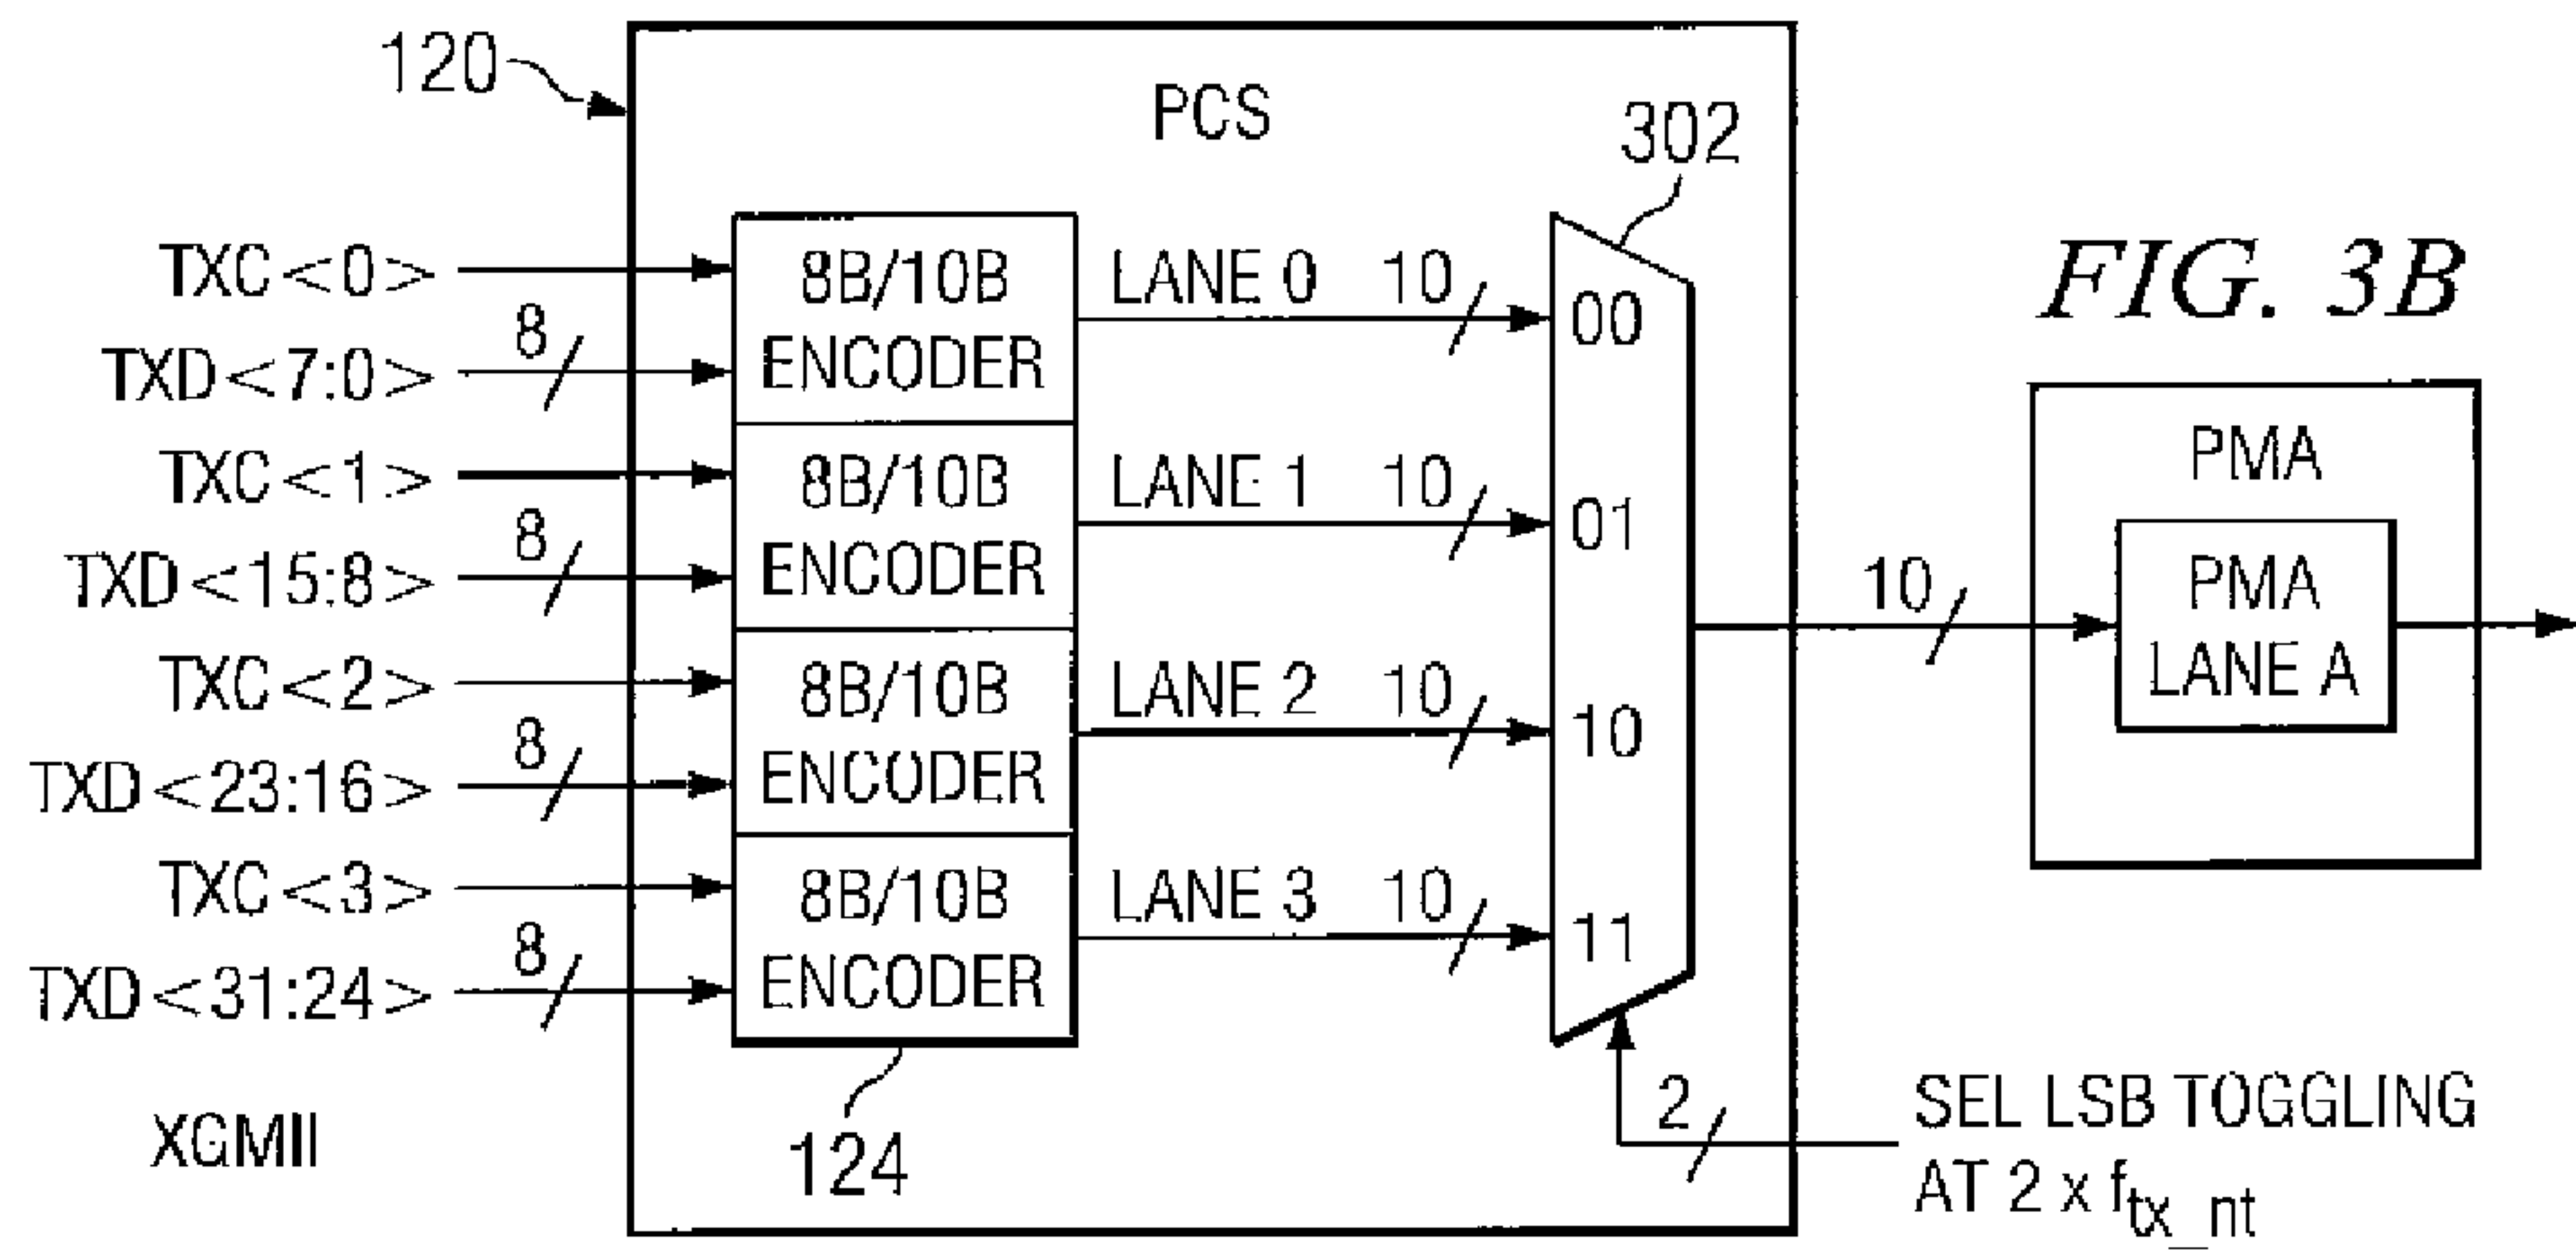 120
PCS
302
FIG. 3B
TXC<0>
8
TXD<7:0>
8B/10B
ENCODER
LANE 0
10
00
TXC<1>
8
TXD<15:8>
8B/10B
ENCODER
LANE 1
10
01
TXC<2>
8
TXD<23:16>
8B/10B
ENCODER
LANE 2
10
10
TXC<3>
8
TXD<31:24>
8B/10B
ENCODER
LANE 3
10
11
10
PMA
PMA
LANE A
XGMII
124
2
SEL LSB TOGGLING
AT 2 x ftx_nt